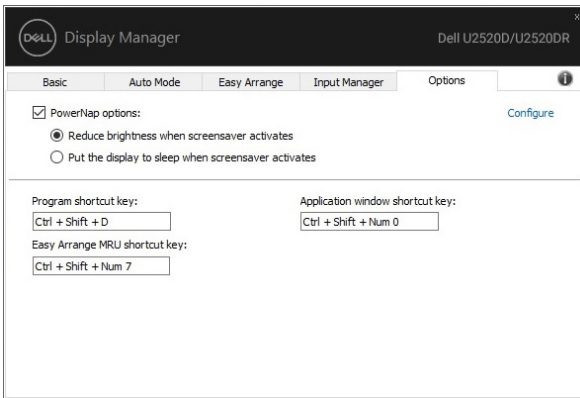 DELL Display Manager Dell U2520D/U2520DR
Basic Auto Mode Easy Arrange Input Manager Options
PowerNap options: Configure
Reduce brightness when screensaver activates
Put the display to sleep when screensaver activates
Program shortcut key: Application window shortcut key:
Ctrl + Shift + D Ctrl + Shift + Num 0
Easy Arrange MRU shortcut key:
Ctrl + Shift + Num 7